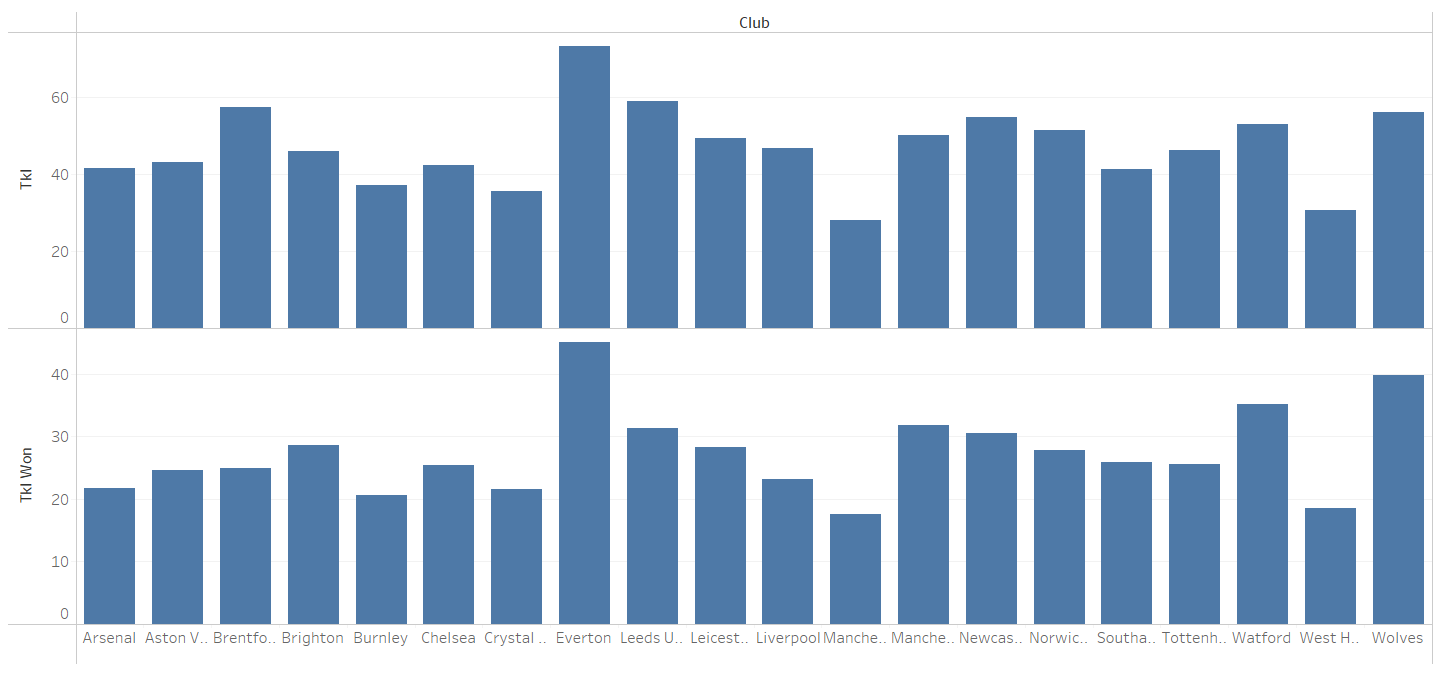 Club
Tkl
60
40
20
0
Tkl Won
40
30
20
10
0
Arsenal Aston V.. Brentfo.. Brighton Burnley Chelsea Crystal .. Everton Leeds U.. Leicest.. Liverpool Manche.. Manche.. Newcas.. Norwic.. Southa.. Tottenh.. Watford West H.. Wolves